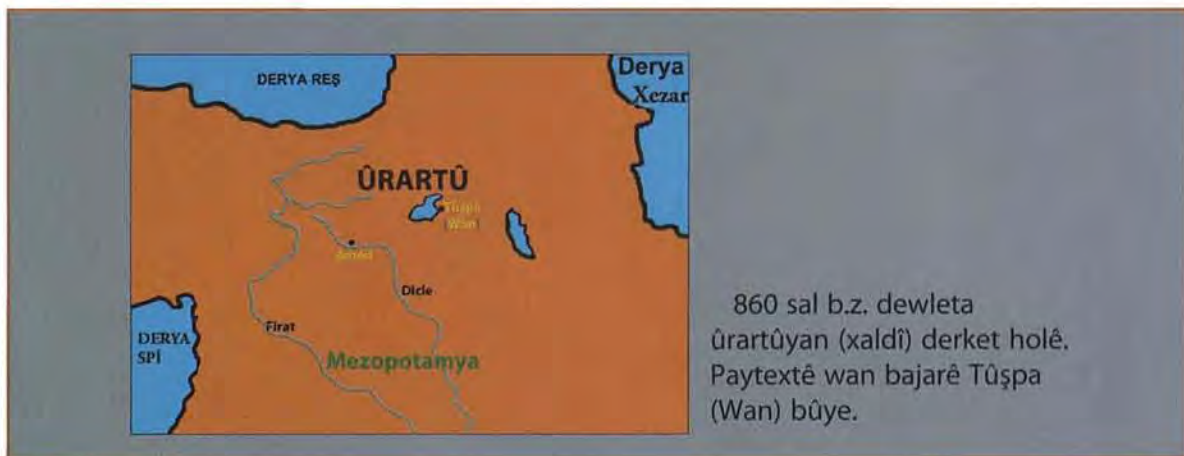 DERYA REŞ
Derya
Xezar
ÛRARTÛ
Tûşpa
(Wan)
Dicle
Firat
DERYA
SPÎ
Mezopotamya
860 sal b.z. dewleta
ûrartûyan (xaldî) derket holê.
Paytextê wan bajarê Tûşpa
(Wan) bûye.